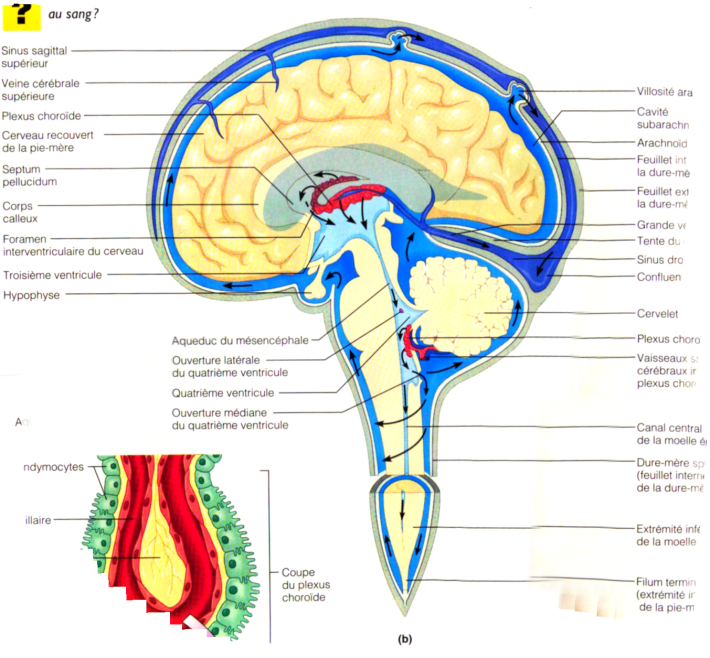 ?
au sang?
Sinus sagittal
supérieur
Veine cérébrale
supérieure
Plexus choroïde
Cerveau recouvert
de la pie-mère
Septum
pellucidum
Corps
calleux
Foramen
interventriculaire du cerveau
Troisième ventricule
Hypophyse
Aqueduc du mésencéphale
Ouverture latérale
du quatrième ventricule
Quatrième ventricule
Ouverture médiane
du quatrième ventricule
Villosité ara
Cavité
subarachn
Arachnoïd
Feuillet int
la dure-mè
Feuillet ext
la dure-mé
Grande v
Tente du
Sinus dro
Confluen
Cervelet
Plexus choro
Vaisseaux s
cérébraux ir
plexus chor
Canal central
de la moelle é
Dure-mère sp
(feuillet intern
de la dure-mè
Extrémité infé
de la moelle
Filum termin
(extrémité in
de la pie-m
Aq
ndymocytes
illaire
Coupe
du plexus
choroïde
(b)